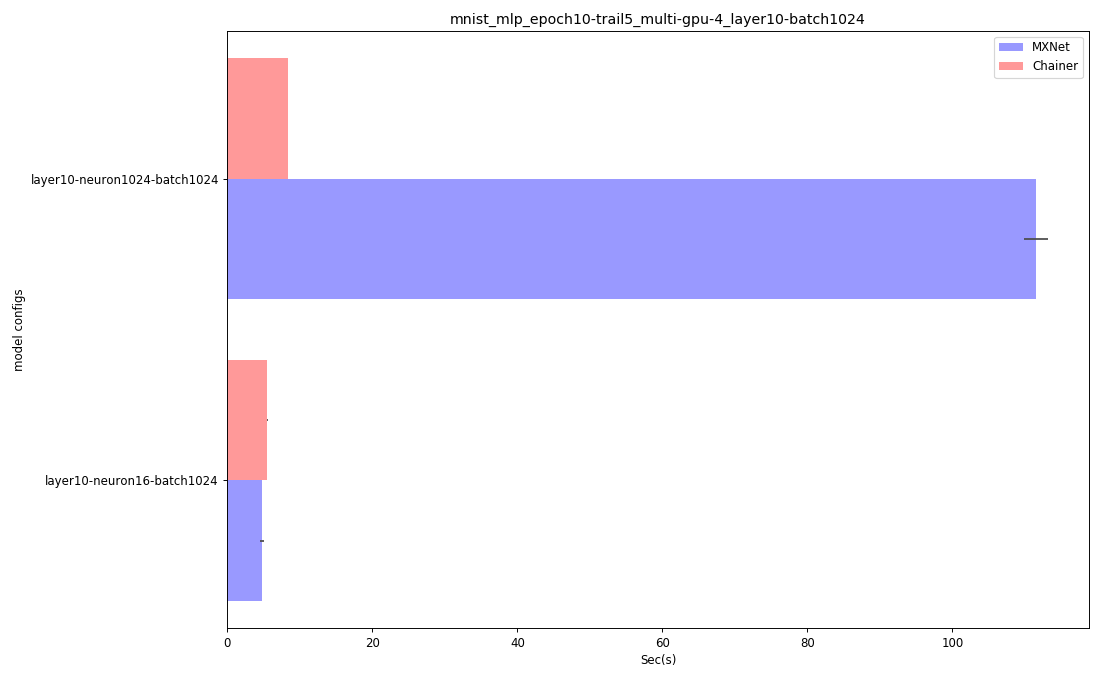 mnist_mlp_epoch10-trail5_multi-gpu-4_layer10-batch1024
MXNet
Chainer
layer10-neuron1024-batch1024
model configs
layer10-neuron16-batch1024
0 20 40 60 80 100
Sec(s)